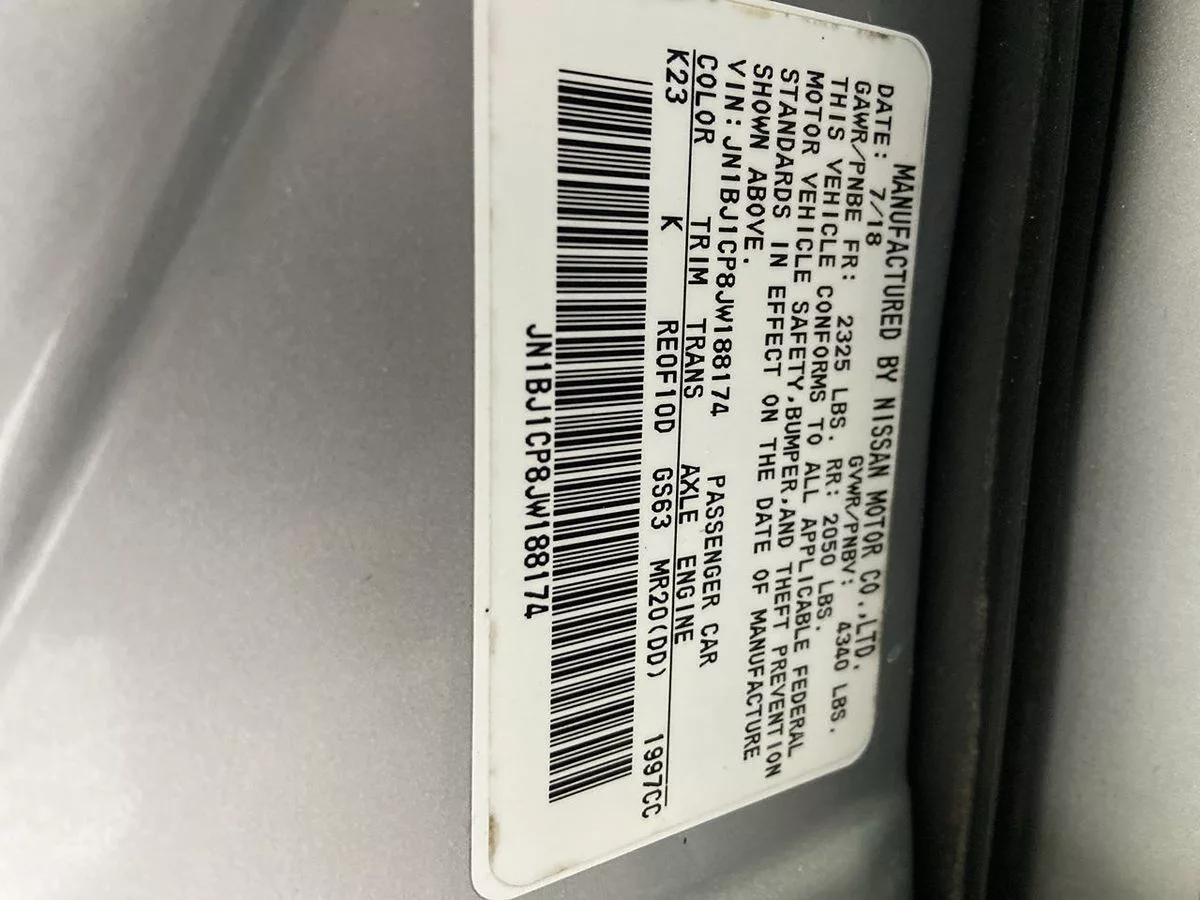 MANUFACTURED BY NISSAN MOTOR CO.,LTD.
DATE: 7/18 GVWR/PNBV: 4340 LBS.
GAWR/PNBE FR: 2325 LBS. RR: 2050 LBS.
THIS VEHICLE CONFORMS TO ALL APPLICABLE FEDERAL
MOTOR VEHICLE SAFETY,BUMPER,AND THEFT PREVENTION
STANDARDS IN EFFECT ON THE DATE OF MANUFACTURE
SHOWN ABOVE.
VIN:JN1BJ1CP8JW188174 PASSENGER CAR
COLOR TRIM TRANS AXLE ENGINE
K23 K RE0F10D GS63 MR20(DD) 1997CC
JN1BJ1CP8JW188174